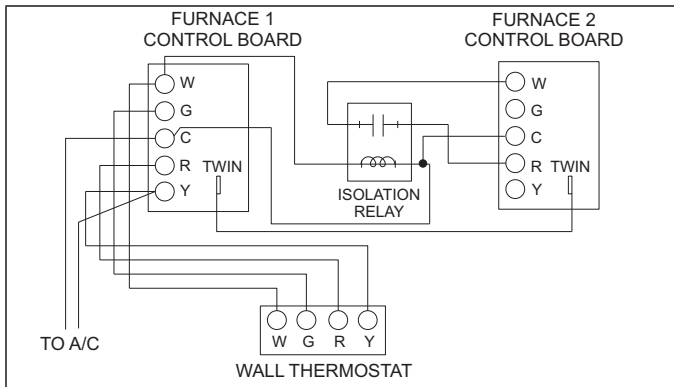 FURNACE 1
CONTROL BOARD
W
G
C
R
Y
TWIN
ISOLATION
RELAY
FURNACE 2
CONTROL BOARD
W
G
C
R
Y
TWIN
TO A/C
W G R Y
WALL THERMOSTAT